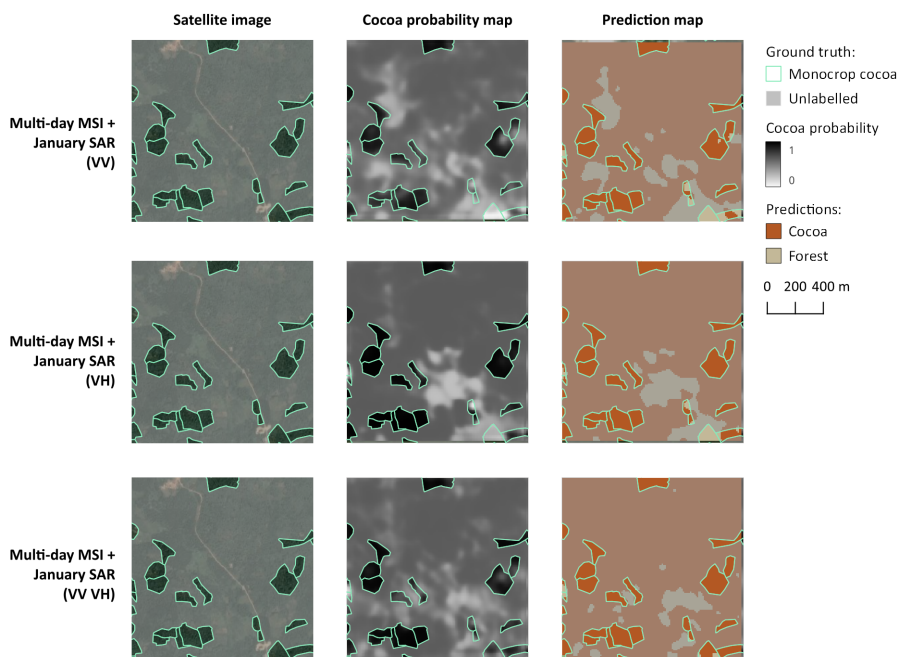 Satellite image
Cocoa probability map
Prediction map
Multi-day MSI +
January SAR
(VV)
Multi-day MSI +
January SAR
(VH)
Multi-day MSI +
January SAR
(VV VH)
Ground truth:
Monocrop cocoa
Unlabelled
Cocoa probability
1
0
Predictions:
Cocoa
Forest
0 200 400 m